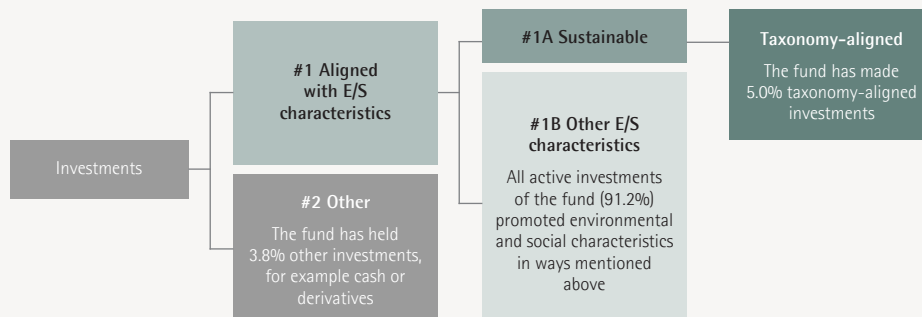 Investments
#1 Aligned
with E/S
characteristics
#2 Other
The fund has held
3.8% other investments,
for example cash or
derivatives
#1A Sustainable
#1B Other E/S
characteristics
All active investments
of the fund (91.2%)
promoted environmental
and social characteristics
in ways mentioned
above
Taxonomy-aligned
The fund has made
5.0% taxonomy-aligned
investments